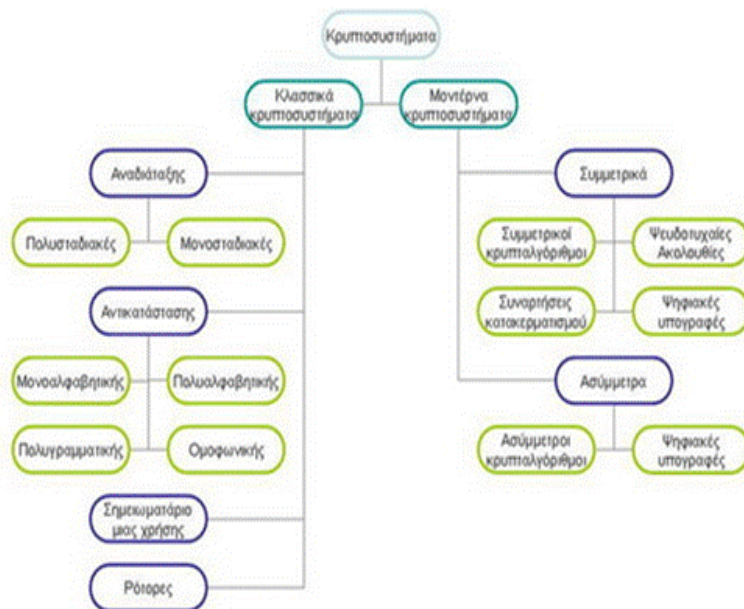 Κρυπτοσυστήματα
Κλασσικά
κρυπτοσυστήματα
Μοντέρνα
κρυπτοσυστήματα
Αναδιάταξης
Πολυσταδιακές
Μονοσταδιακές
Αντικατάστασης
Μονοαλφαβητικής
Πολυαλφαβητικής
Πολυγραμματικής
Ομοφωνικής
Σημειωματάριο
μιας χρήσης
Ρότορες
Συμμετρικά
Συμμετρικοί
κρυπταλγόριθμοι
Ψευδοτυχαίες
Ακολουθίες
Συναρτήσεις
κατακερματισμού
Ψηφιακές
υπογραφές
Ασύμμετρα
Ασύμμετροι
κρυπταλγόριθμοι
Ψηφιακές
υπογραφές